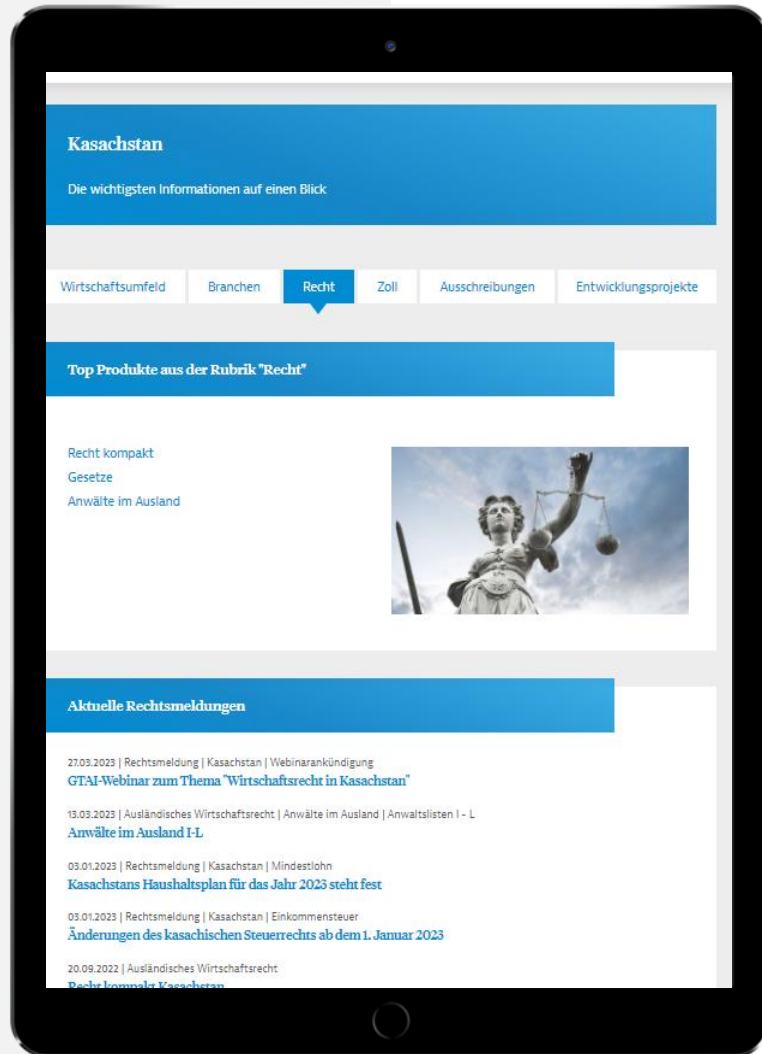 Kasachstan
Die wichtigsten Informationen auf einen Blick
Wirtschaftsumfeld Branchen Recht Zoll Ausschreibungen Entwicklungsprojekte
Top Produkte aus der Rubrik "Recht"
Recht kompakt
Gesetze
Anwälte im Ausland
Aktuelle Rechtsmeldungen
27.03.2023 | Rechtsmeldung | Kasachstan | Webinarankündigung
GTAI-Webinar zum Thema "Wirtschaftsrecht in Kasachstan"
13.03.2023 | Ausländisches Wirtschaftsrecht | Anwälte im Ausland | Anwaltslisten I - L
Anwälte im Ausland I-L
03.01.2023 | Rechtsmeldung | Kasachstan | Mindestlohn
Kasachstans Haushaltsplan für das Jahr 2023 steht fest
03.01.2023 | Rechtsmeldung | Kasachstan | Einkommensteuer
Änderungen des kasachischen Steuerrechts ab dem 1. Januar 2023
20.09.2022 | Ausländisches Wirtschaftsrecht
Recht kompakt Kasachstan